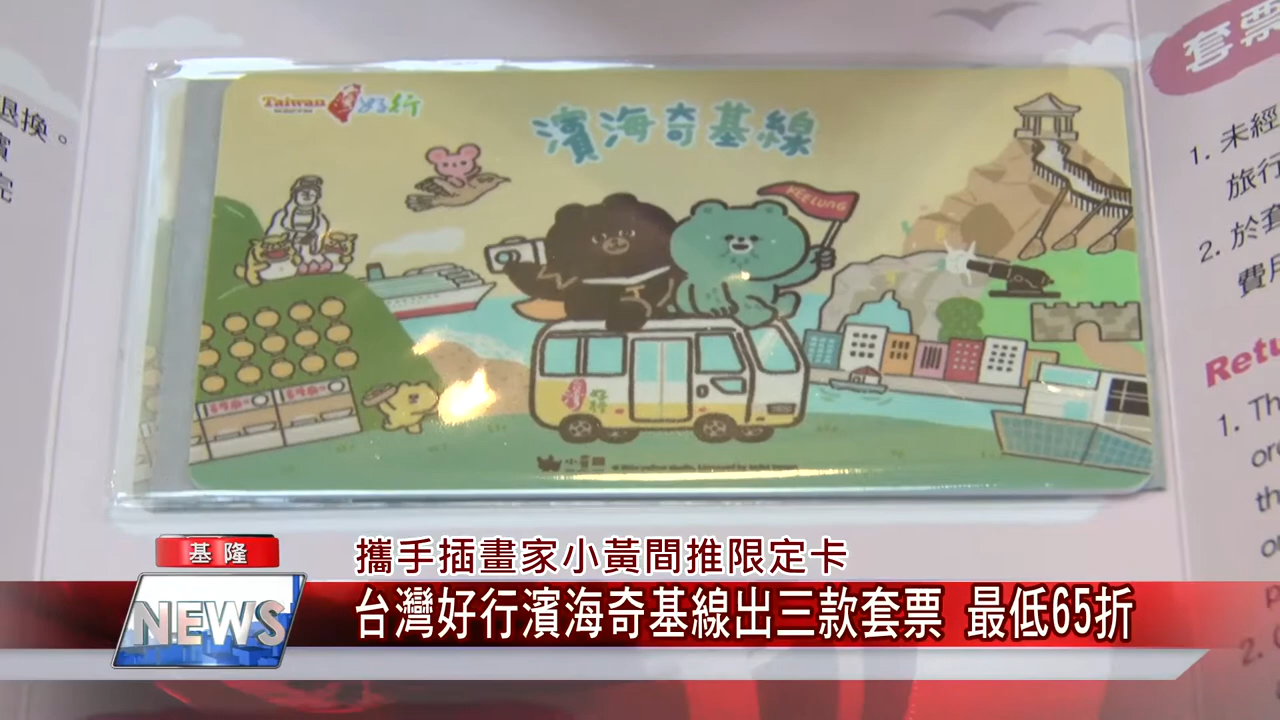 退換。
Taiwan 好行
濱海奇基線
KEELUNG
套票
1. 未經
旅行
2. 於套
費用
Retu
1. Th
2.
基隆
NEWS
攜手插畫家小黃間推限定卡
台灣好行濱海奇基線出三款套票 最低65折